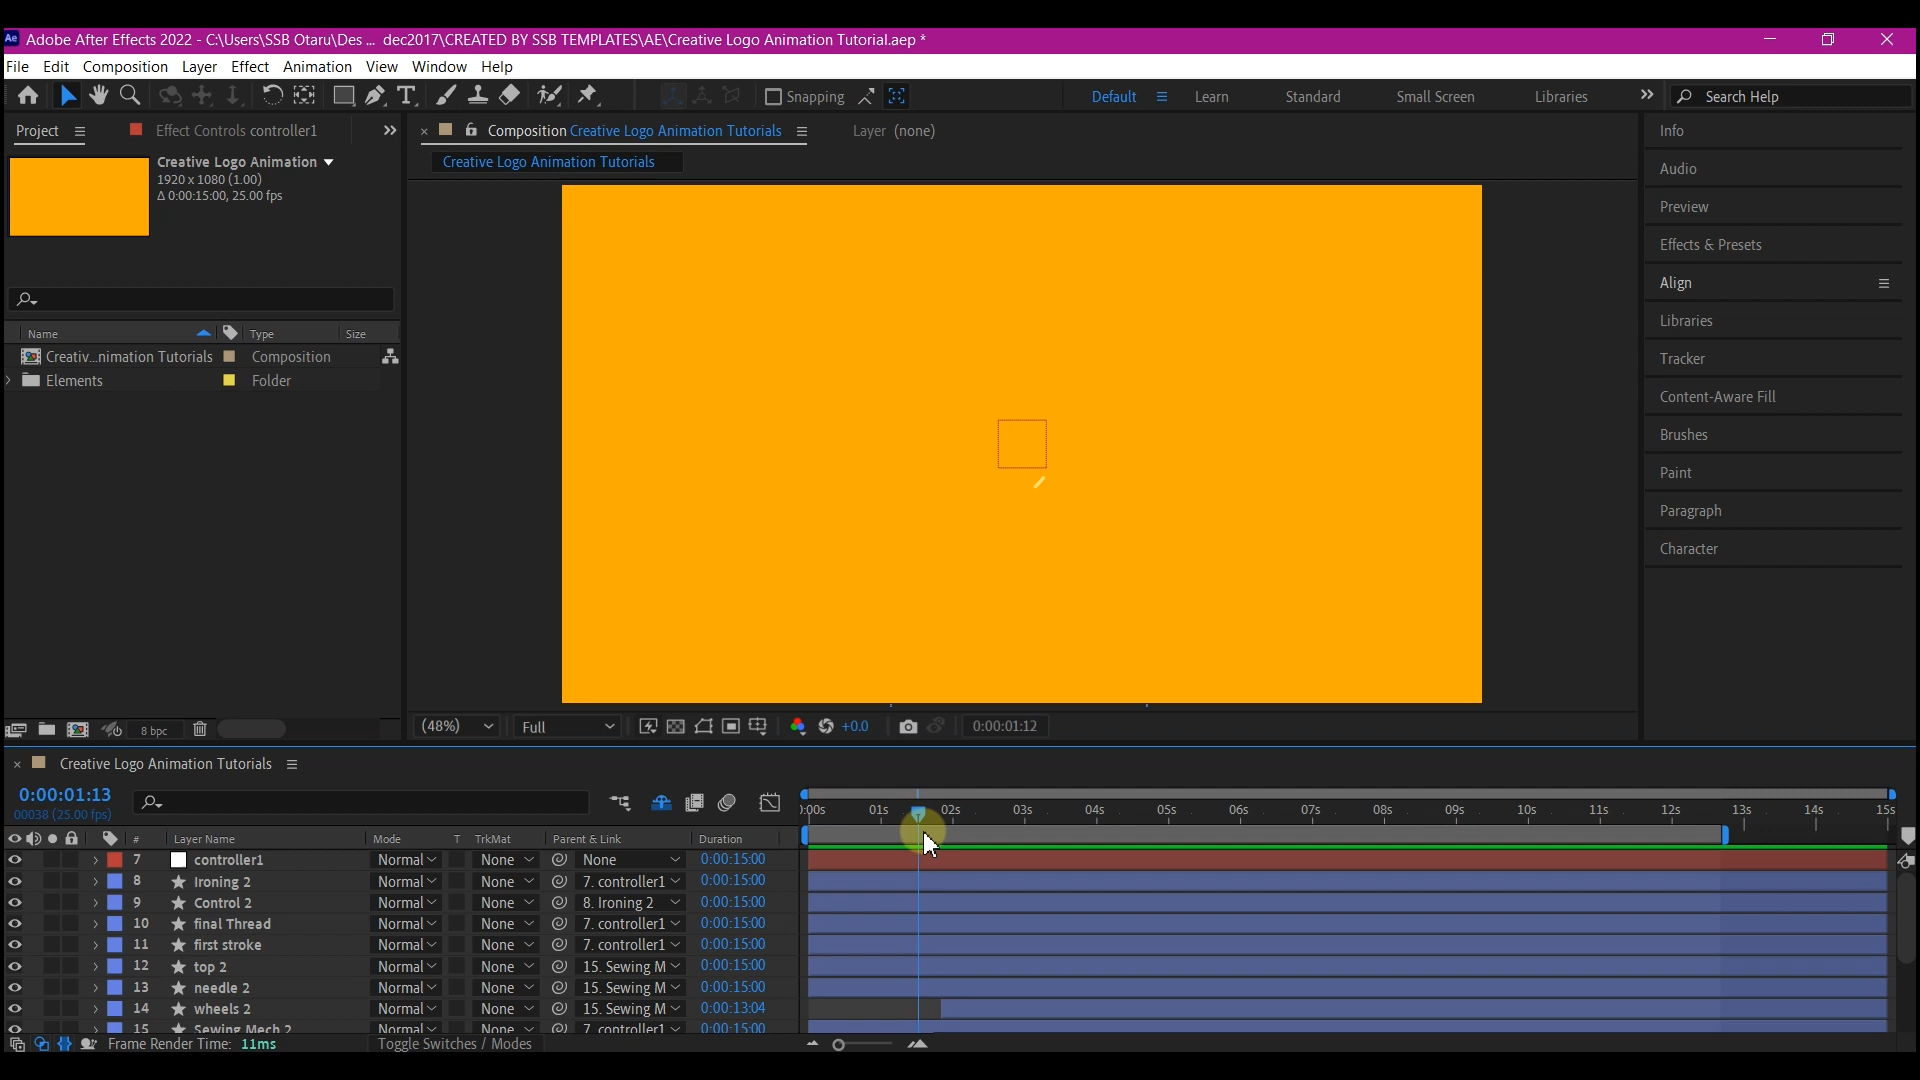 Ae Adobe After Effects 2022 - C:\Users\SSB Otaru\Des ... dec2017\CREATED BY SSB TEMPLATES\AE\Creative Logo Animation Tutorial.aep *
File Edit Composition Layer Effect Animation View Window Help
Snapping Default Learn Standard Small Screen Libraries Search Help
Project Effect Controls controller1 Composition Creative Logo Animation Tutorials Layer (none) Info
Creative Logo Animation
1920 x 1080 (1.00)
Δ 0:00:15:00, 25.00 fps
Creative Logo Animation Tutorials
Audio
Preview
Effects & Presets
Align
Libraries
Tracker
Content-Aware Fill
Brushes
Paint
Paragraph
Character
Name Type Size
Creativ...nimation Tutorials Composition
Elements Folder
8 bpc (48%) Full +0.0 0:00:01:12
Creative Logo Animation Tutorials
0:00:01:13
00038 (25.00 fps)
):00s 01s 02s 03s 04s 05s 06s 07s 08s 09s 10s 11s 12s 13s 14s 15s
# Layer Name Mode T TrkMat Parent & Link Duration
7 controller1 Normal None None 0:00:15:00
8 Ironing 2 Normal None 7. controller1 0:00:15:00
9 Control 2 Normal None 8. Ironing 2 0:00:15:00
10 final Thread Normal None 7. controller1 0:00:15:00
11 first stroke Normal None 7. controller1 0:00:15:00
12 top 2 Normal None 15. Sewing M 0:00:15:00
13 needle 2 Normal None 15. Sewing M 0:00:15:00
14 wheels 2 Normal None 15. Sewing M 0:00:13:04
15 Sewing Mech 2 Normal None 7. controller1 0:00:15:00
Frame Render Time: 11ms Toggle Switches / Modes